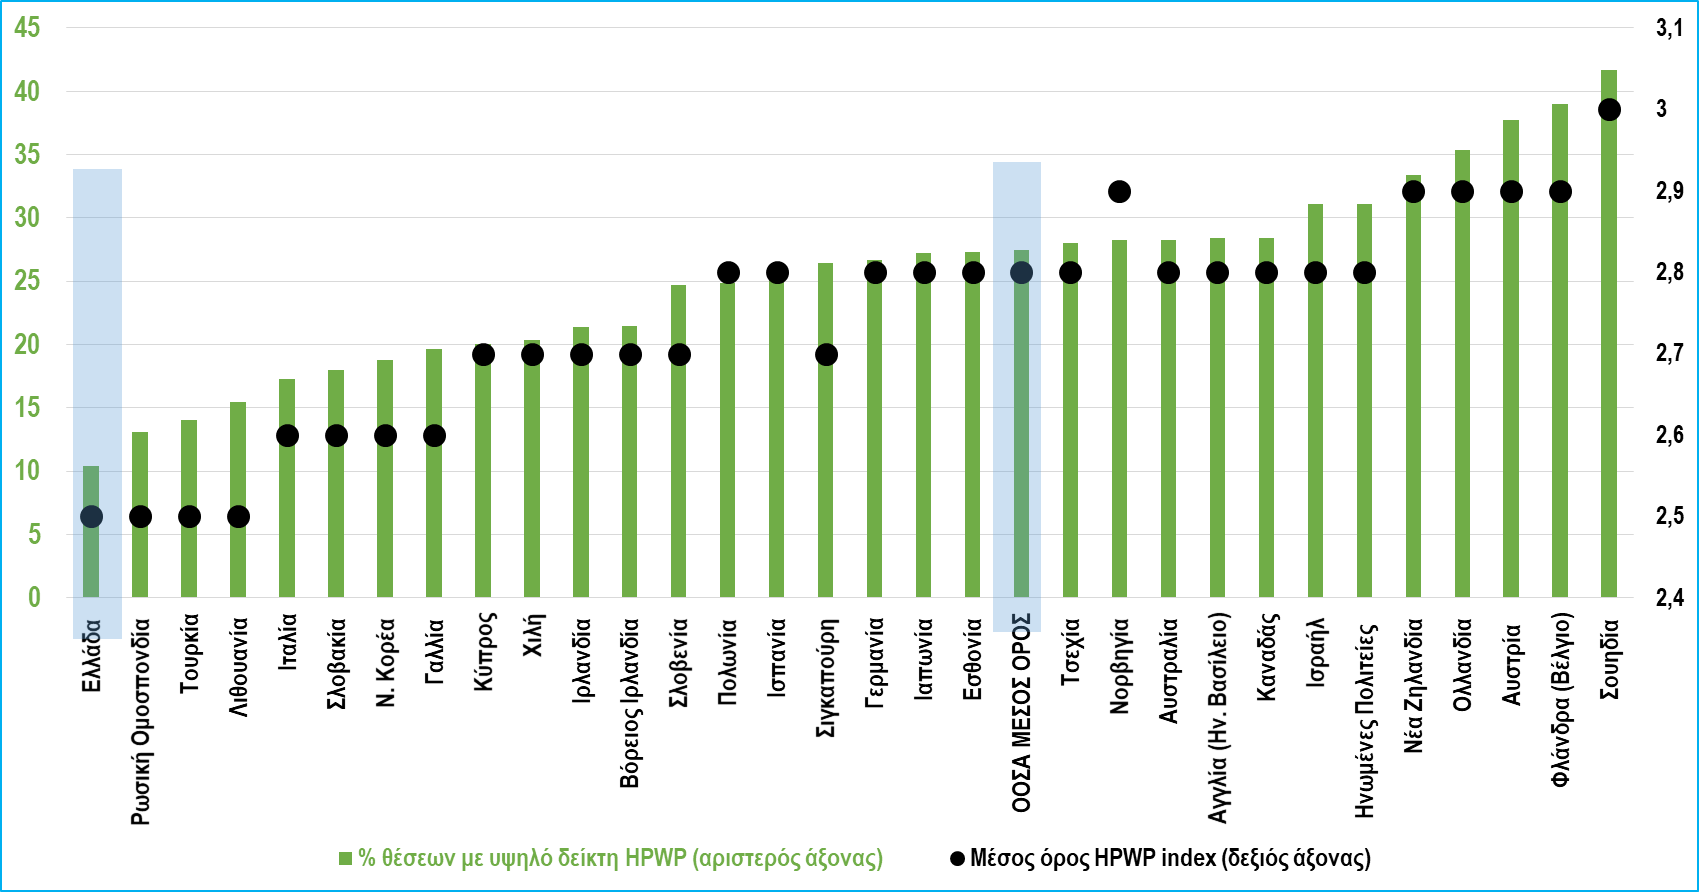 45
40
35
30
25
20
15
10
5
0
3,1
3
2,9
2,8
2,7
2,6
2,5
2,4
Ελλάδα
Ρωσική Ομοσπονδία
Τουρκία
Λιθουανία
Ιταλία
Σλοβακία
Ν. Κορέα
Γαλλία
Κύπρος
Χιλή
Ιρλανδία
Βόρειος Ιρλανδία
Σλοβενία
Πολωνία
Ισπανία
Σιγκαπούρη
Γερμανία
Ιαπωνία
Εσθονία
ΟΟΣΑ ΜΕΣΟΣ ΟΡΟΣ
Τσεχία
Νορβηγία
Αυστραλία
Αγγλία (Ην. Βασίλειο)
Καναδάς
Ισραήλ
Ηνωμένες Πολιτείες
Νέα Ζηλανδία
Ολλανδία
Αυστρία
Φλάνδρα (Βέλγιο)
Σουηδία
% θέσεων με υψηλό δείκτη HPWP (αριστερός άξονας)
Μέσος όρος HPWP index (δεξιός άξονας)